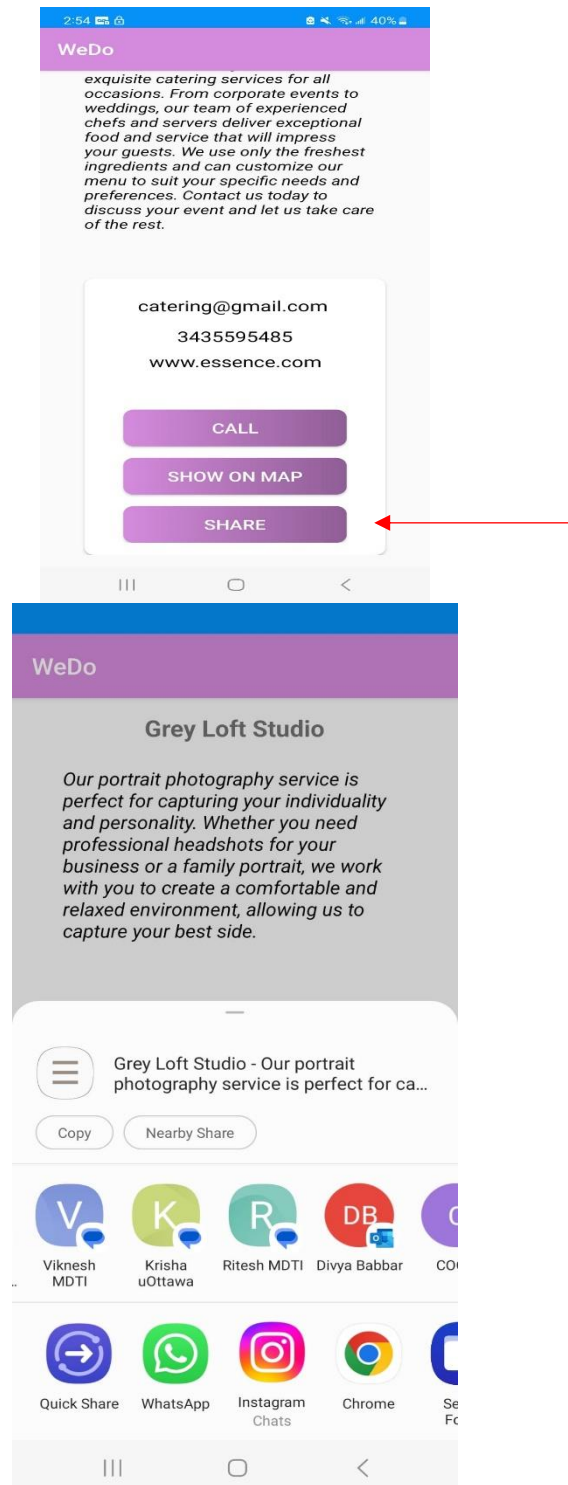 2:54 40%
WeDo
exquisite catering services for all
occasions. From corporate events to
weddings, our team of experienced
chefs and servers deliver exceptional
food and service that will impress
your guests. We use only the freshest
ingredients and can customize our
menu to suit your specific needs and
preferences. Contact us today to
discuss your event and let us take care
of the rest.
catering@gmail.com
3435595485
www.essence.com
CALL
SHOW ON MAP
SHARE
WeDo
Grey Loft Studio
Our portrait photography service is
perfect for capturing your individuality
and personality. Whether you need
professional headshots for your
business or a family portrait, we work
with you to create a comfortable and
relaxed environment, allowing us to
capture your best side.
Grey Loft Studio - Our portrait
photography service is perfect for ca...
Copy Nearby Share
V K R DB
Viknesh Krisha Ritesh MDTI Divya Babbar
MDTI uOttawa
Quick Share WhatsApp Instagram Chrome
Chats